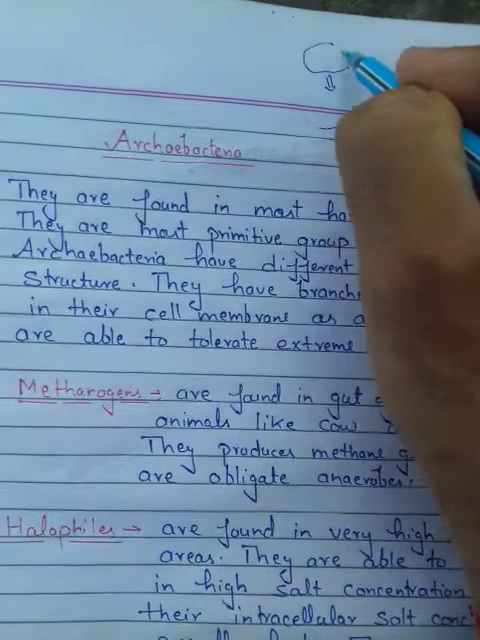 Archaebacteria
They are found in most
They are most primitive group
Archaebacteria have different
structure. They have
in their cell membrane as
are able to tolerate extreme
Methanogens → are found in gut
animals like cow
They produces methane
are obligate anaerobes.
Halophiles → are found in very high
areas. They are able to
in high salt concentration
their intracellular salt